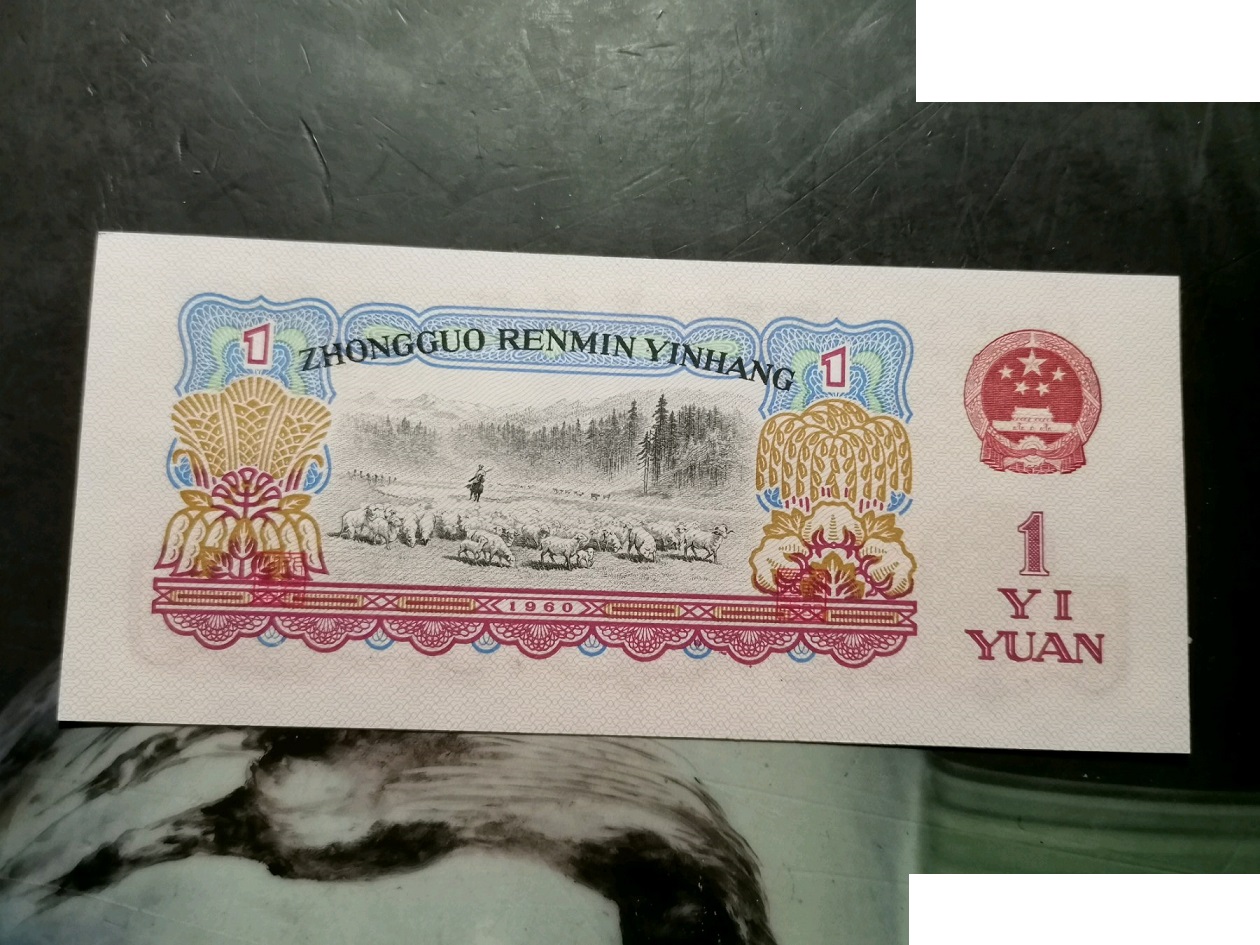 1
ZHONGGUO RENMIN YINHANG
1
1960
1
YI
YUAN